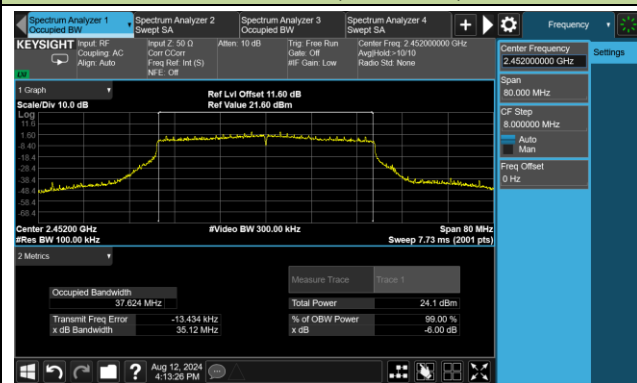 Spectrum Analyzer 1
Occupied BW
Spectrum Analyzer 2
Swept SA
Spectrum Analyzer 3
Occupied BW
Spectrum Analyzer 4
Swept SA
Frequency
KEYSIGHT
Input: RF
Coupling: AC
Align: Auto
Input Z: 50 Ω
Corr CCorr
Freq Ref: Int (S)
NFE: Off
Atten: 10 dB
Trig: Free Run
Gate: Off
#IF Gain: Low
Center Freq: 2.452000000 GHz
Avg|Hold:>10/10
Radio Std: None
Center Frequency
2.452000000 GHz
Settings
Span
80.000 MHz
CF Step
8.000000 MHz
Auto
Man
Freq Offset
0 Hz
1 Graph
Scale/Div 10.0 dB
Ref Lvl Offset 11.60 dB
Ref Value 21.60 dBm
Log
11.6
1.60
-8.40
-18.4
-28.4
-38.4
-48.4
-58.4
-68.4
Center 2.45200 GHz
#Res BW 100.00 kHz
#Video BW 300.00 kHz
Span 80 MHz
Sweep 7.73 ms (2001 pts)
2 Metrics
Measure Trace
Trace 1
Occupied Bandwidth
37.624 MHz
Total Power
24.1 dBm
Transmit Freq Error
-13.434 kHz
% of OBW Power
99.00 %
x dB Bandwidth
35.12 MHz
x dB
-6.00 dB
Aug 12, 2024
4:13:26 PM